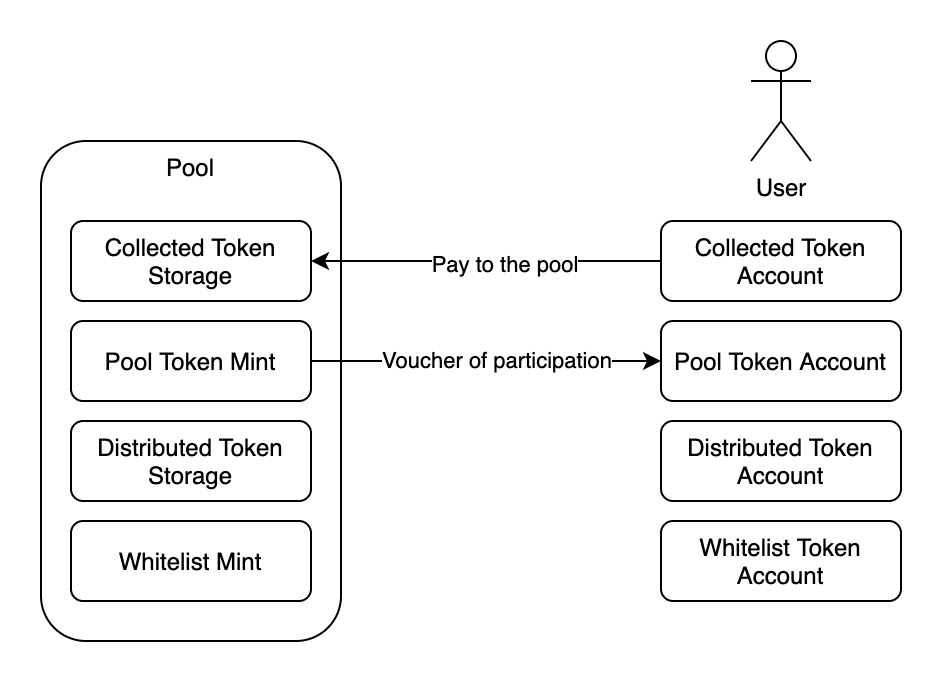 Pool
User
Collected Token
Storage
Pay to the pool
Collected Token
Account
Pool Token Mint
Voucher of participation
Pool Token Account
Distributed Token
Storage
Distributed Token
Account
Whitelist Mint
Whitelist Token
Account